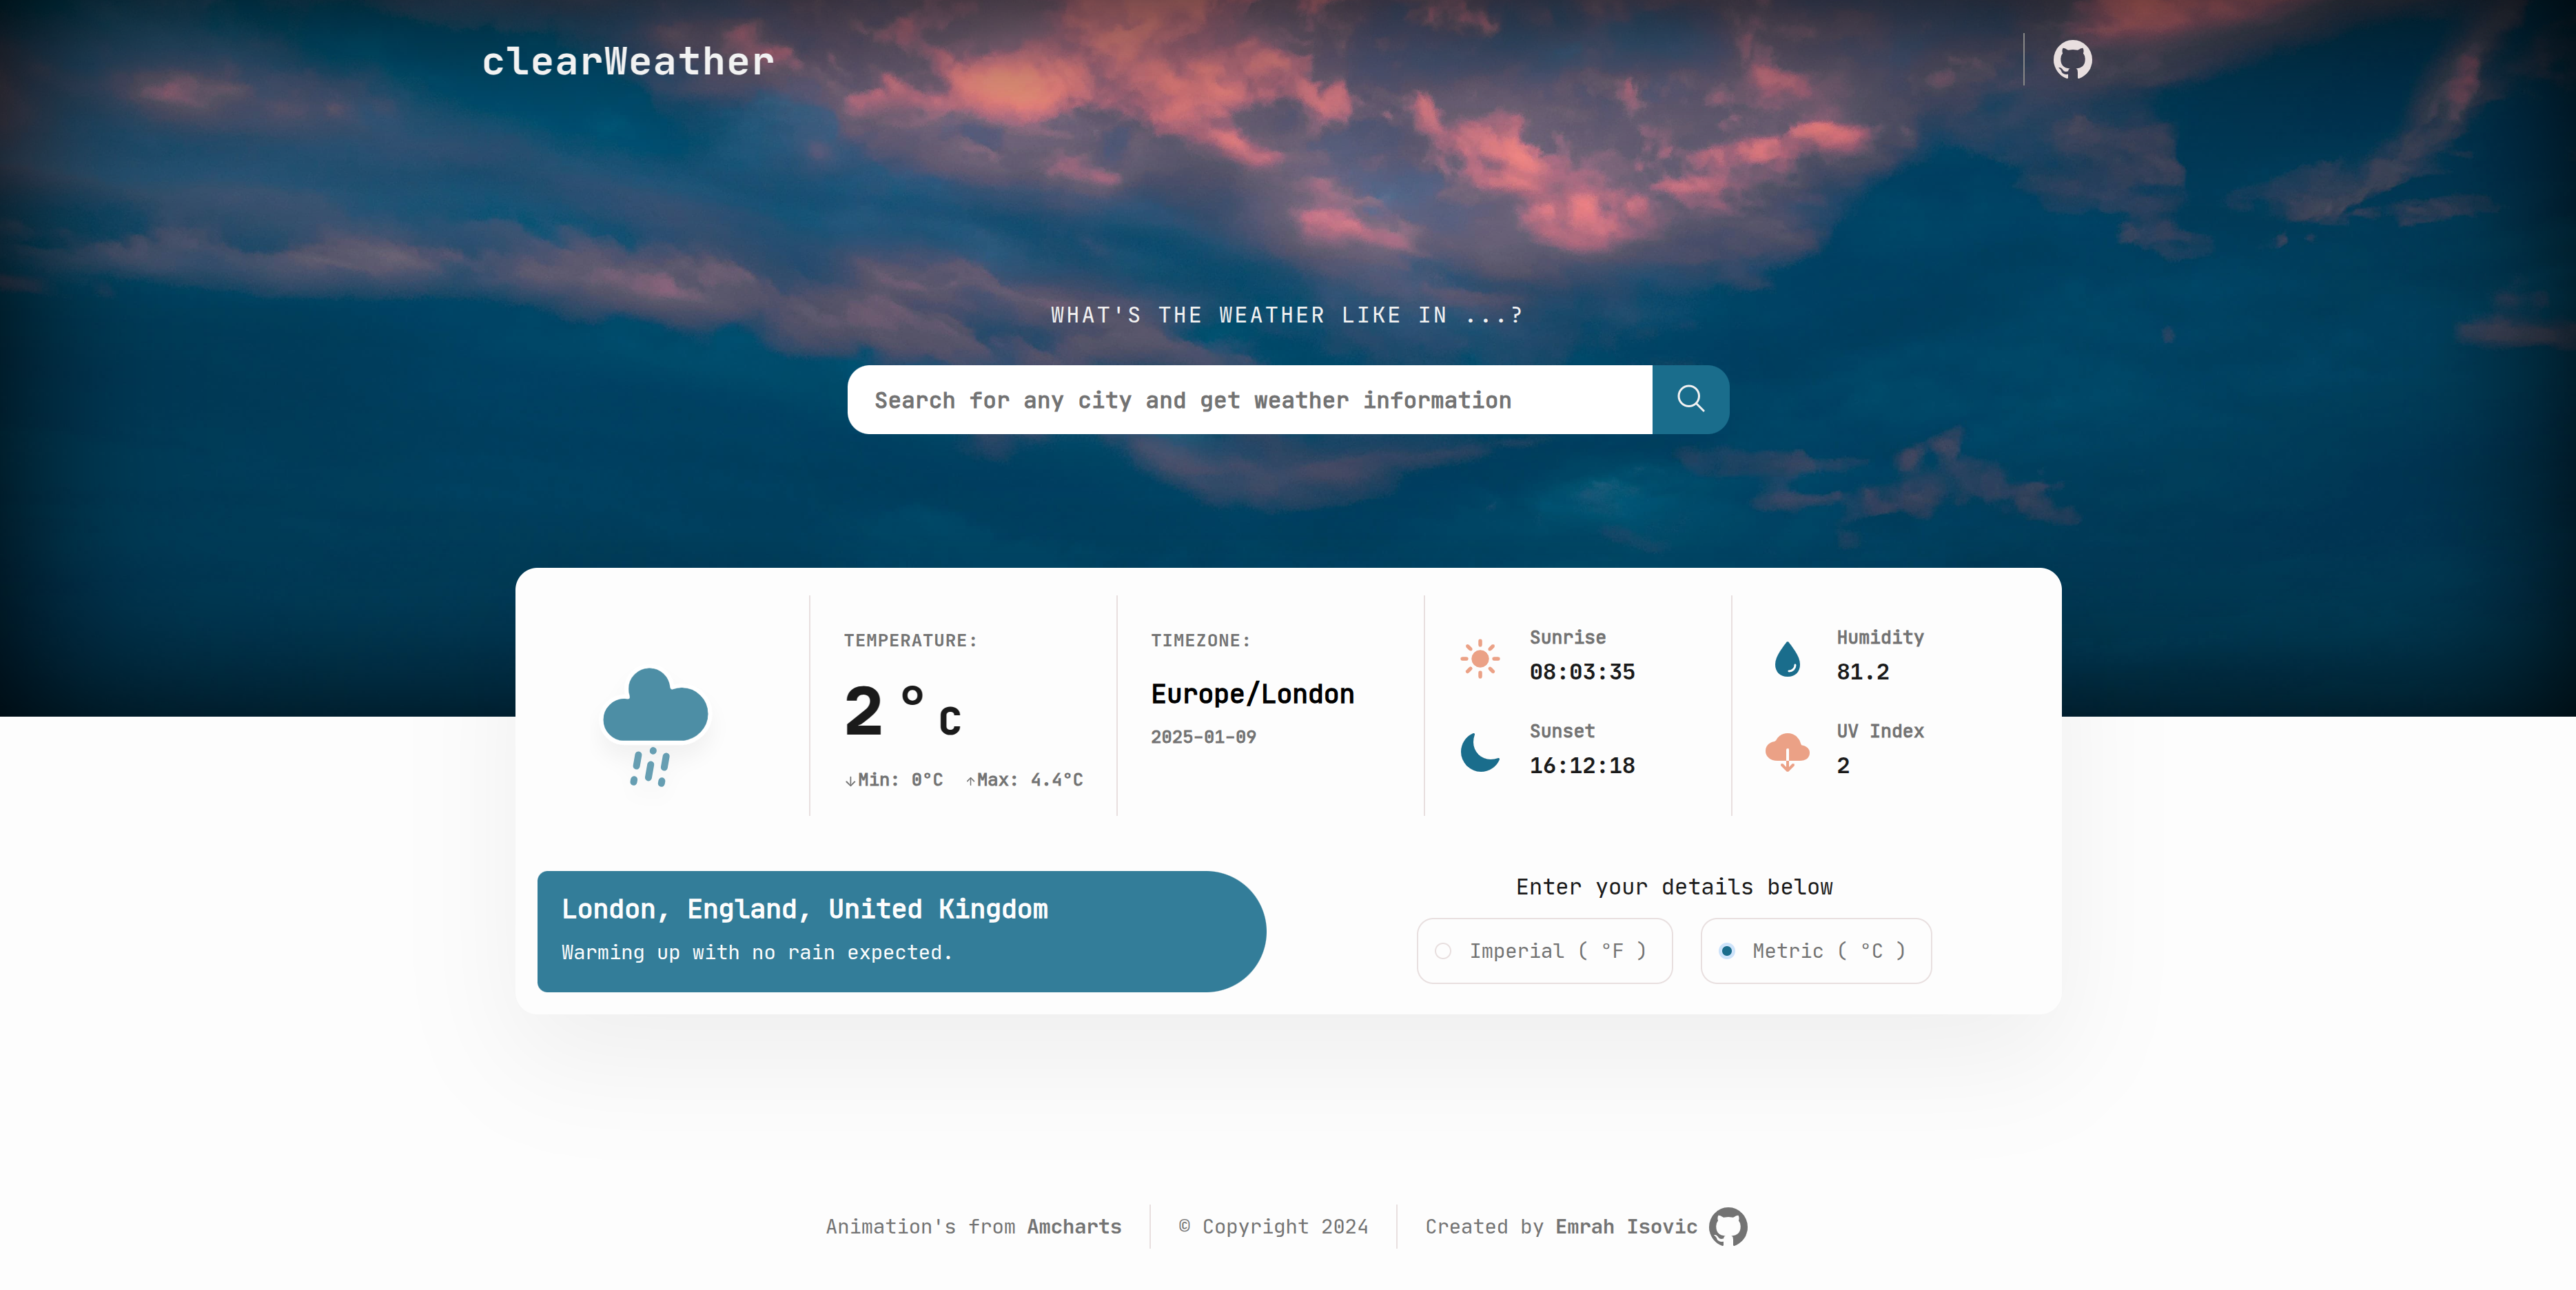 clearWeather
WHAT'S THE WEATHER LIKE IN ...?
Search for any city and get weather information
TEMPERATURE:
2 ° C
↓Min: 0°C ↑Max: 4.4°C
TIMEZONE:
Europe/London
2025-01-09
Sunrise
08:03:35
Sunset
16:12:18
Humidity
81.2
UV Index
2
London, England, United Kingdom
Warming up with no rain expected.
Enter your details below
Imperial ( °F )
Metric ( °C )
Animation's from Amcharts
© Copyright 2024
Created by Emrah Isovic